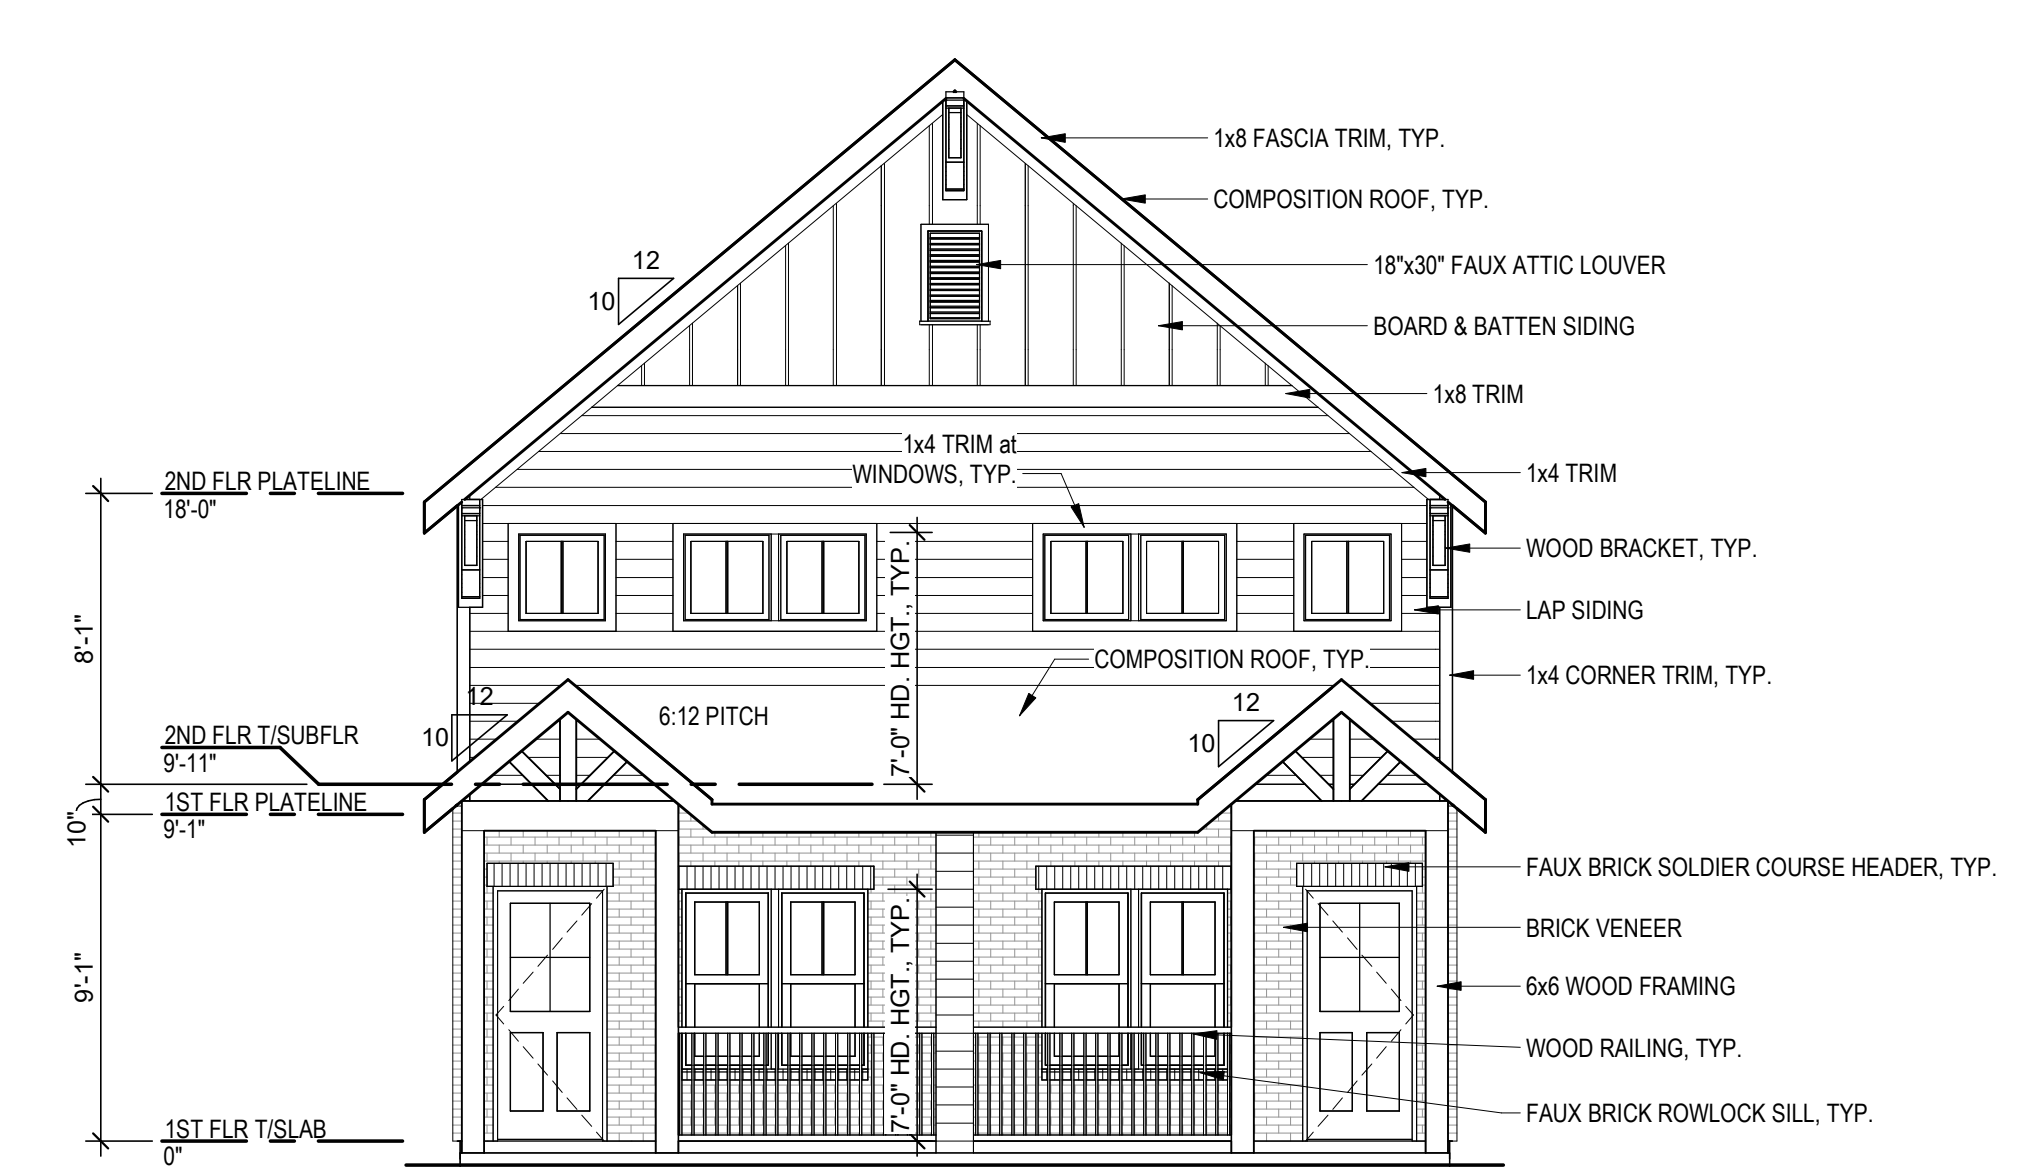 1x8 FASCIA TRIM, TYP.
COMPOSITION ROOF, TYP.
12
10
18"x30" FAUX ATTIC LOUVER
BOARD & BATTEN SIDING
1x8 TRIM
1x4 TRIM at
WINDOWS, TYP.
1x4 TRIM
2ND FLR PLATELINE
18'-0"
WOOD BRACKET, TYP.
LAP SIDING
8'-1"
7'-0" HD. HGT., TYP.
COMPOSITION ROOF, TYP.
1x4 CORNER TRIM, TYP.
12
10
6:12 PITCH
12
10
2ND FLR T/SUBFLR
9'-11"
1ST FLR PLATELINE
9'-1"
10"
FAUX BRICK SOLDIER COURSE HEADER, TYP.
BRICK VENEER
9'-1"
7'-0" HD. HGT., TYP.
6x6 WOOD FRAMING
WOOD RAILING, TYP.
FAUX BRICK ROWLOCK SILL, TYP.
1ST FLR T/SLAB
0"